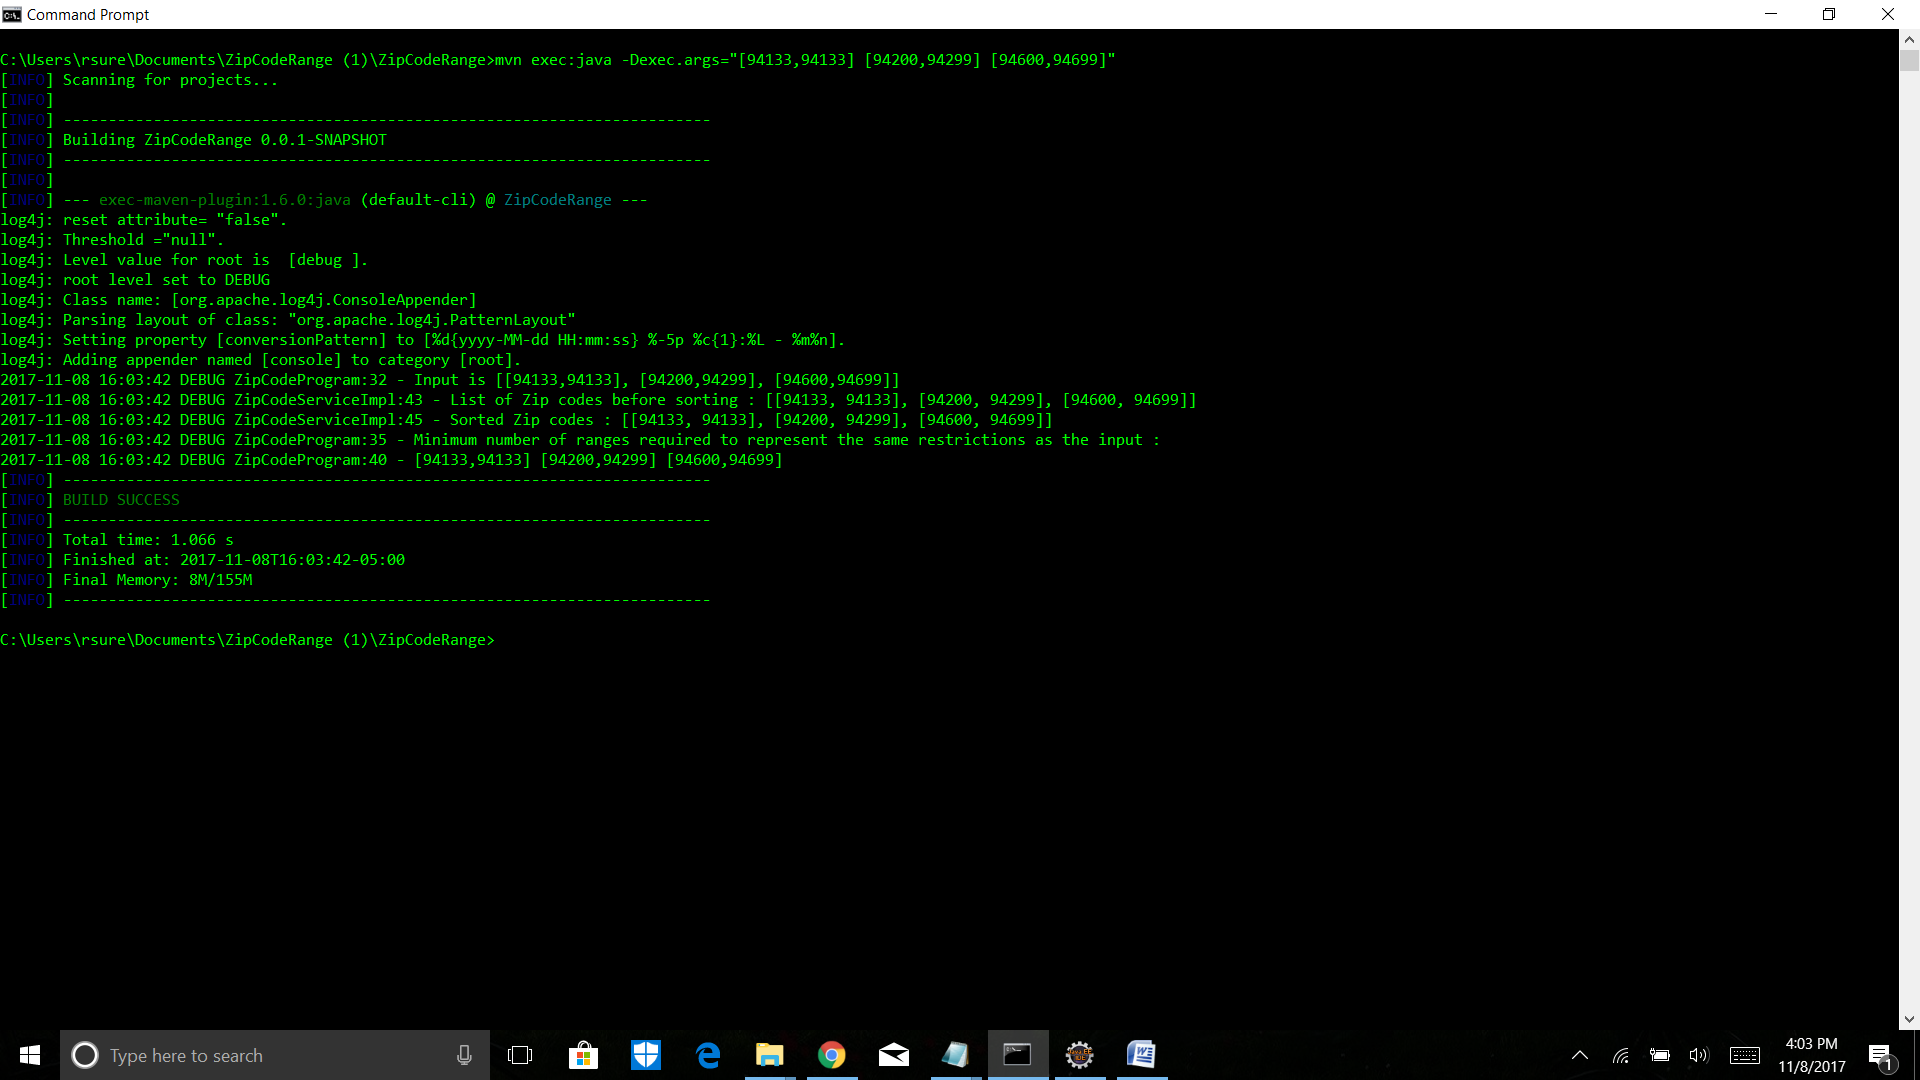 Command Prompt
C:\Users\rsure\Documents\ZipCodeRange (1)\ZipCodeRange>mvn exec:java -Dexec.args="[94133,94133] [94200,94299] [94600,94699]"
[INFO] Scanning for projects...
[INFO]
[INFO] ------------------------------------------------------------------------
[INFO] Building ZipCodeRange 0.0.1-SNAPSHOT
[INFO] ------------------------------------------------------------------------
[INFO]
[INFO] --- exec-maven-plugin:1.6.0:java (default-cli) @ ZipCodeRange ---
log4j: reset attribute= "false".
log4j: Threshold ="null".
log4j: Level value for root is  [debug ].
log4j: root level set to DEBUG
log4j: Class name: [org.apache.log4j.ConsoleAppender]
log4j: Parsing layout of class: "org.apache.log4j.PatternLayout"
log4j: Setting property [conversionPattern] to [%d{yyyy-MM-dd HH:mm:ss} %-5p %c{1}:%L - %m%n].
log4j: Adding appender named [console] to category [root].
2017-11-08 16:03:42 DEBUG ZipCodeProgram:32 - Input is [[94133,94133], [94200,94299], [94600,94699]]
2017-11-08 16:03:42 DEBUG ZipCodeServiceImpl:43 - List of Zip codes before sorting : [[94133, 94133], [94200, 94299], [94600, 94699]]
2017-11-08 16:03:42 DEBUG ZipCodeServiceImpl:45 - Sorted Zip codes : [[94133, 94133], [94200, 94299], [94600, 94699]]
2017-11-08 16:03:42 DEBUG ZipCodeProgram:35 - Minimum number of ranges required to represent the same restrictions as the input :
2017-11-08 16:03:42 DEBUG ZipCodeProgram:40 - [94133,94133] [94200,94299] [94600,94699]
[INFO] ------------------------------------------------------------------------
[INFO] BUILD SUCCESS
[INFO] ------------------------------------------------------------------------
[INFO] Total time: 1.066 s
[INFO] Finished at: 2017-11-08T16:03:42-05:00
[INFO] Final Memory: 8M/155M
[INFO] ------------------------------------------------------------------------
C:\Users\rsure\Documents\ZipCodeRange (1)\ZipCodeRange>
Type here to search
4:03 PM
11/8/2017
1